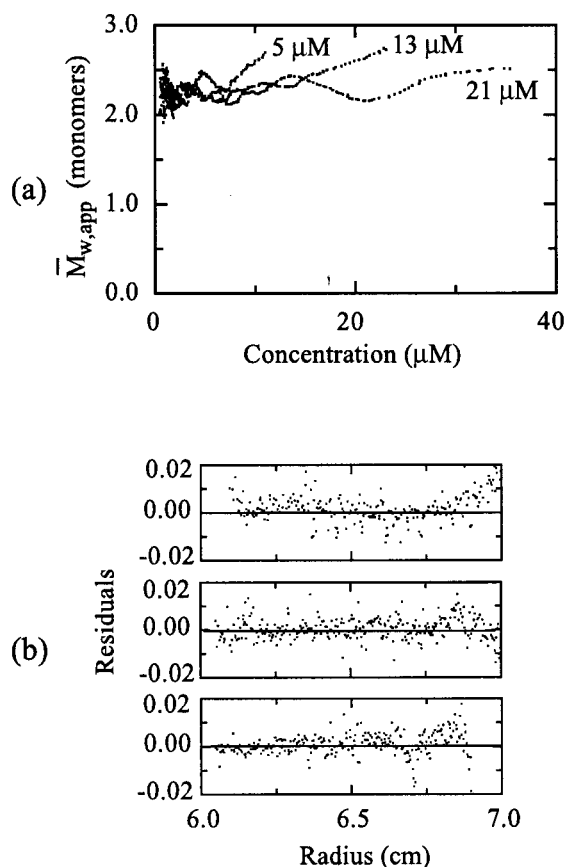 (a)
M̅w,app (monomers)
3.0
2.0
1.0
0.0
5 μM
13 μM
21 μM
0 20 40
Concentration (μM)
(b)
Residuals
0.02
0.00
-0.02
0.02
0.00
-0.02
0.02
0.00
-0.02
6.0 6.5 7.0
Radius (cm)